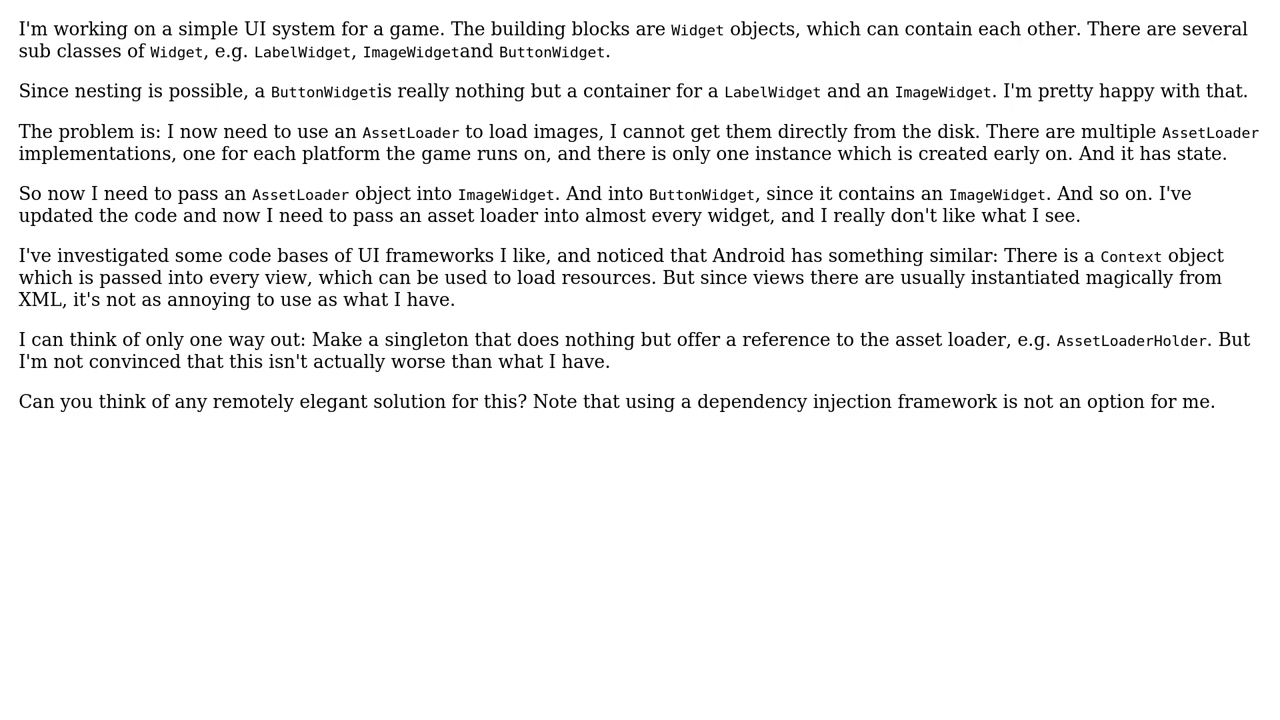 I'm working on a simple UI system for a game. The building blocks are Widget objects, which can contain each other. There are several
sub classes of Widget, e.g. LabelWidget, ImageWidgetand ButtonWidget.
Since nesting is possible, a ButtonWidgetis really nothing but a container for a LabelWidget and an ImageWidget. I'm pretty happy with that.
The problem is: I now need to use an AssetLoader to load images, I cannot get them directly from the disk. There are multiple AssetLoader
implementations, one for each platform the game runs on, and there is only one instance which is created early on. And it has state.
So now I need to pass an AssetLoader object into ImageWidget. And into ButtonWidget, since it contains an ImageWidget. And so on. I've
updated the code and now I need to pass an asset loader into almost every widget, and I really don't like what I see.
I've investigated some code bases of UI frameworks I like, and noticed that Android has something similar: There is a Context object
which is passed into every view, which can be used to load resources. But since views there are usually instantiated magically from
XML, it's not as annoying to use as what I have.
I can think of only one way out: Make a singleton that does nothing but offer a reference to the asset loader, e.g. AssetLoaderHolder. But
I'm not convinced that this isn't actually worse than what I have.
Can you think of any remotely elegant solution for this? Note that using a dependency injection framework is not an option for me.